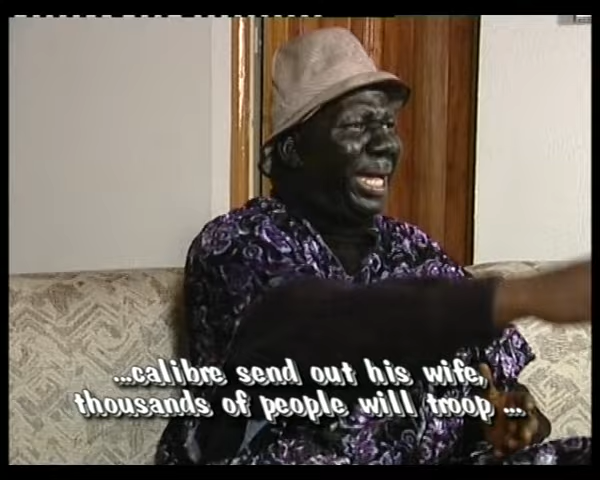 ...calibre send out his wife,
thousands of people will troop ...